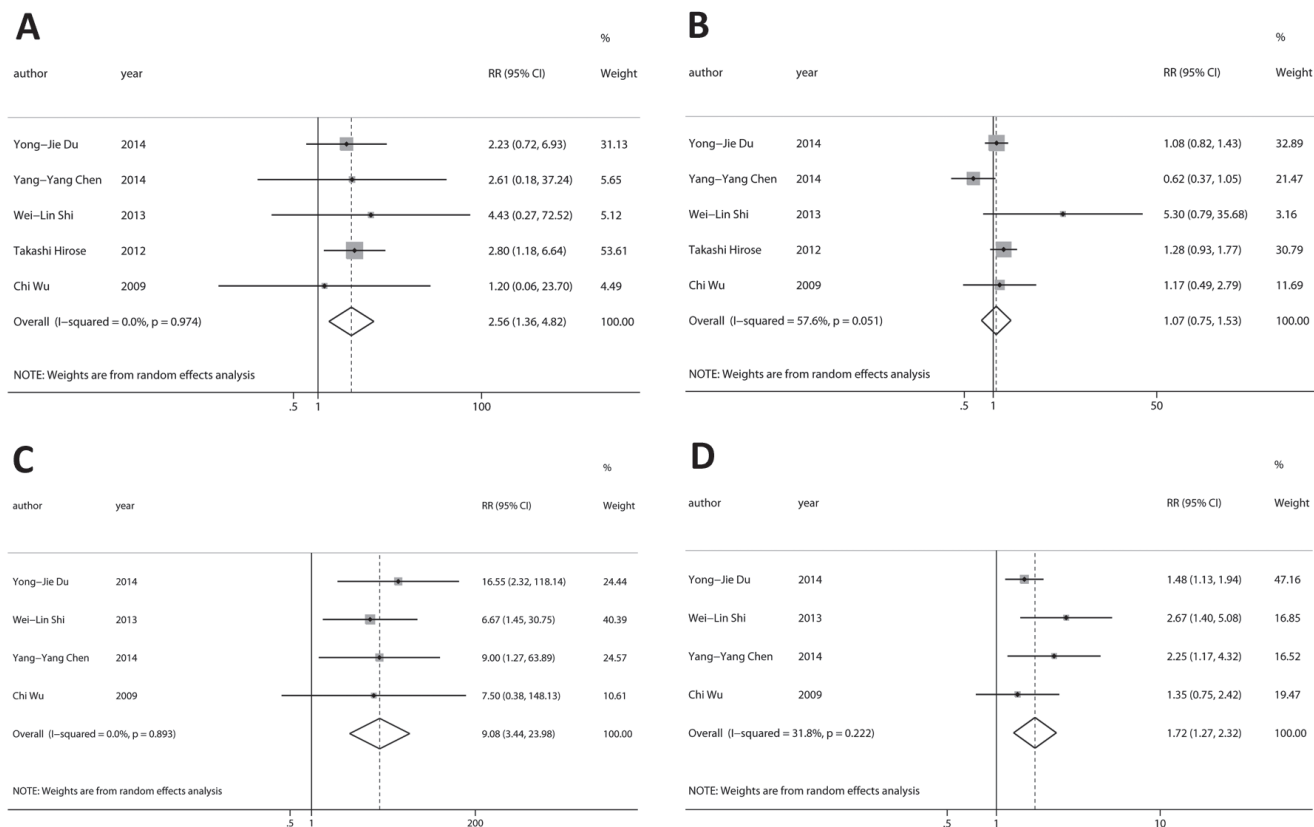 A
%
author year RR (95% CI) Weight
Yong−Jie Du 2014 2.23 (0.72, 6.93) 31.13
Yang−Yang Chen 2014 2.61 (0.18, 37.24) 5.65
Wei−Lin Shi 2013 4.43 (0.27, 72.52) 5.12
Takashi Hirose 2012 2.80 (1.18, 6.64) 53.61
Chi Wu 2009 1.20 (0.06, 23.70) 4.49
Overall (I−squared = 0.0%, p = 0.974) 2.56 (1.36, 4.82) 100.00
NOTE: Weights are from random effects analysis
.5 1 100
B
%
author year RR (95% CI) Weight
Yong−Jie Du 2014 1.08 (0.82, 1.43) 32.89
Yang−Yang Chen 2014 0.62 (0.37, 1.05) 21.47
Wei−Lin Shi 2013 5.30 (0.79, 35.68) 3.16
Takashi Hirose 2012 1.28 (0.93, 1.77) 30.79
Chi Wu 2009 1.17 (0.49, 2.79) 11.69
Overall (I−squared = 57.6%, p = 0.051) 1.07 (0.75, 1.53) 100.00
NOTE: Weights are from random effects analysis
.5 1 50
C
%
author year RR (95% CI) Weight
Yong−Jie Du 2014 16.55 (2.32, 118.14) 24.44
Wei−Lin Shi 2013 6.67 (1.45, 30.75) 40.39
Yang−Yang Chen 2014 9.00 (1.27, 63.89) 24.57
Chi Wu 2009 7.50 (0.38, 148.13) 10.61
Overall (I−squared = 0.0%, p = 0.893) 9.08 (3.44, 23.98) 100.00
NOTE: Weights are from random effects analysis
.5 1 200
D
%
author year RR (95% CI) Weight
Yong−Jie Du 2014 1.48 (1.13, 1.94) 47.16
Wei−Lin Shi 2013 2.67 (1.40, 5.08) 16.85
Yang−Yang Chen 2014 2.25 (1.17, 4.32) 16.52
Chi Wu 2009 1.35 (0.75, 2.42) 19.47
Overall (I−squared = 31.8%, p = 0.222) 1.72 (1.27, 2.32) 100.00
NOTE: Weights are from random effects analysis
.5 1 10